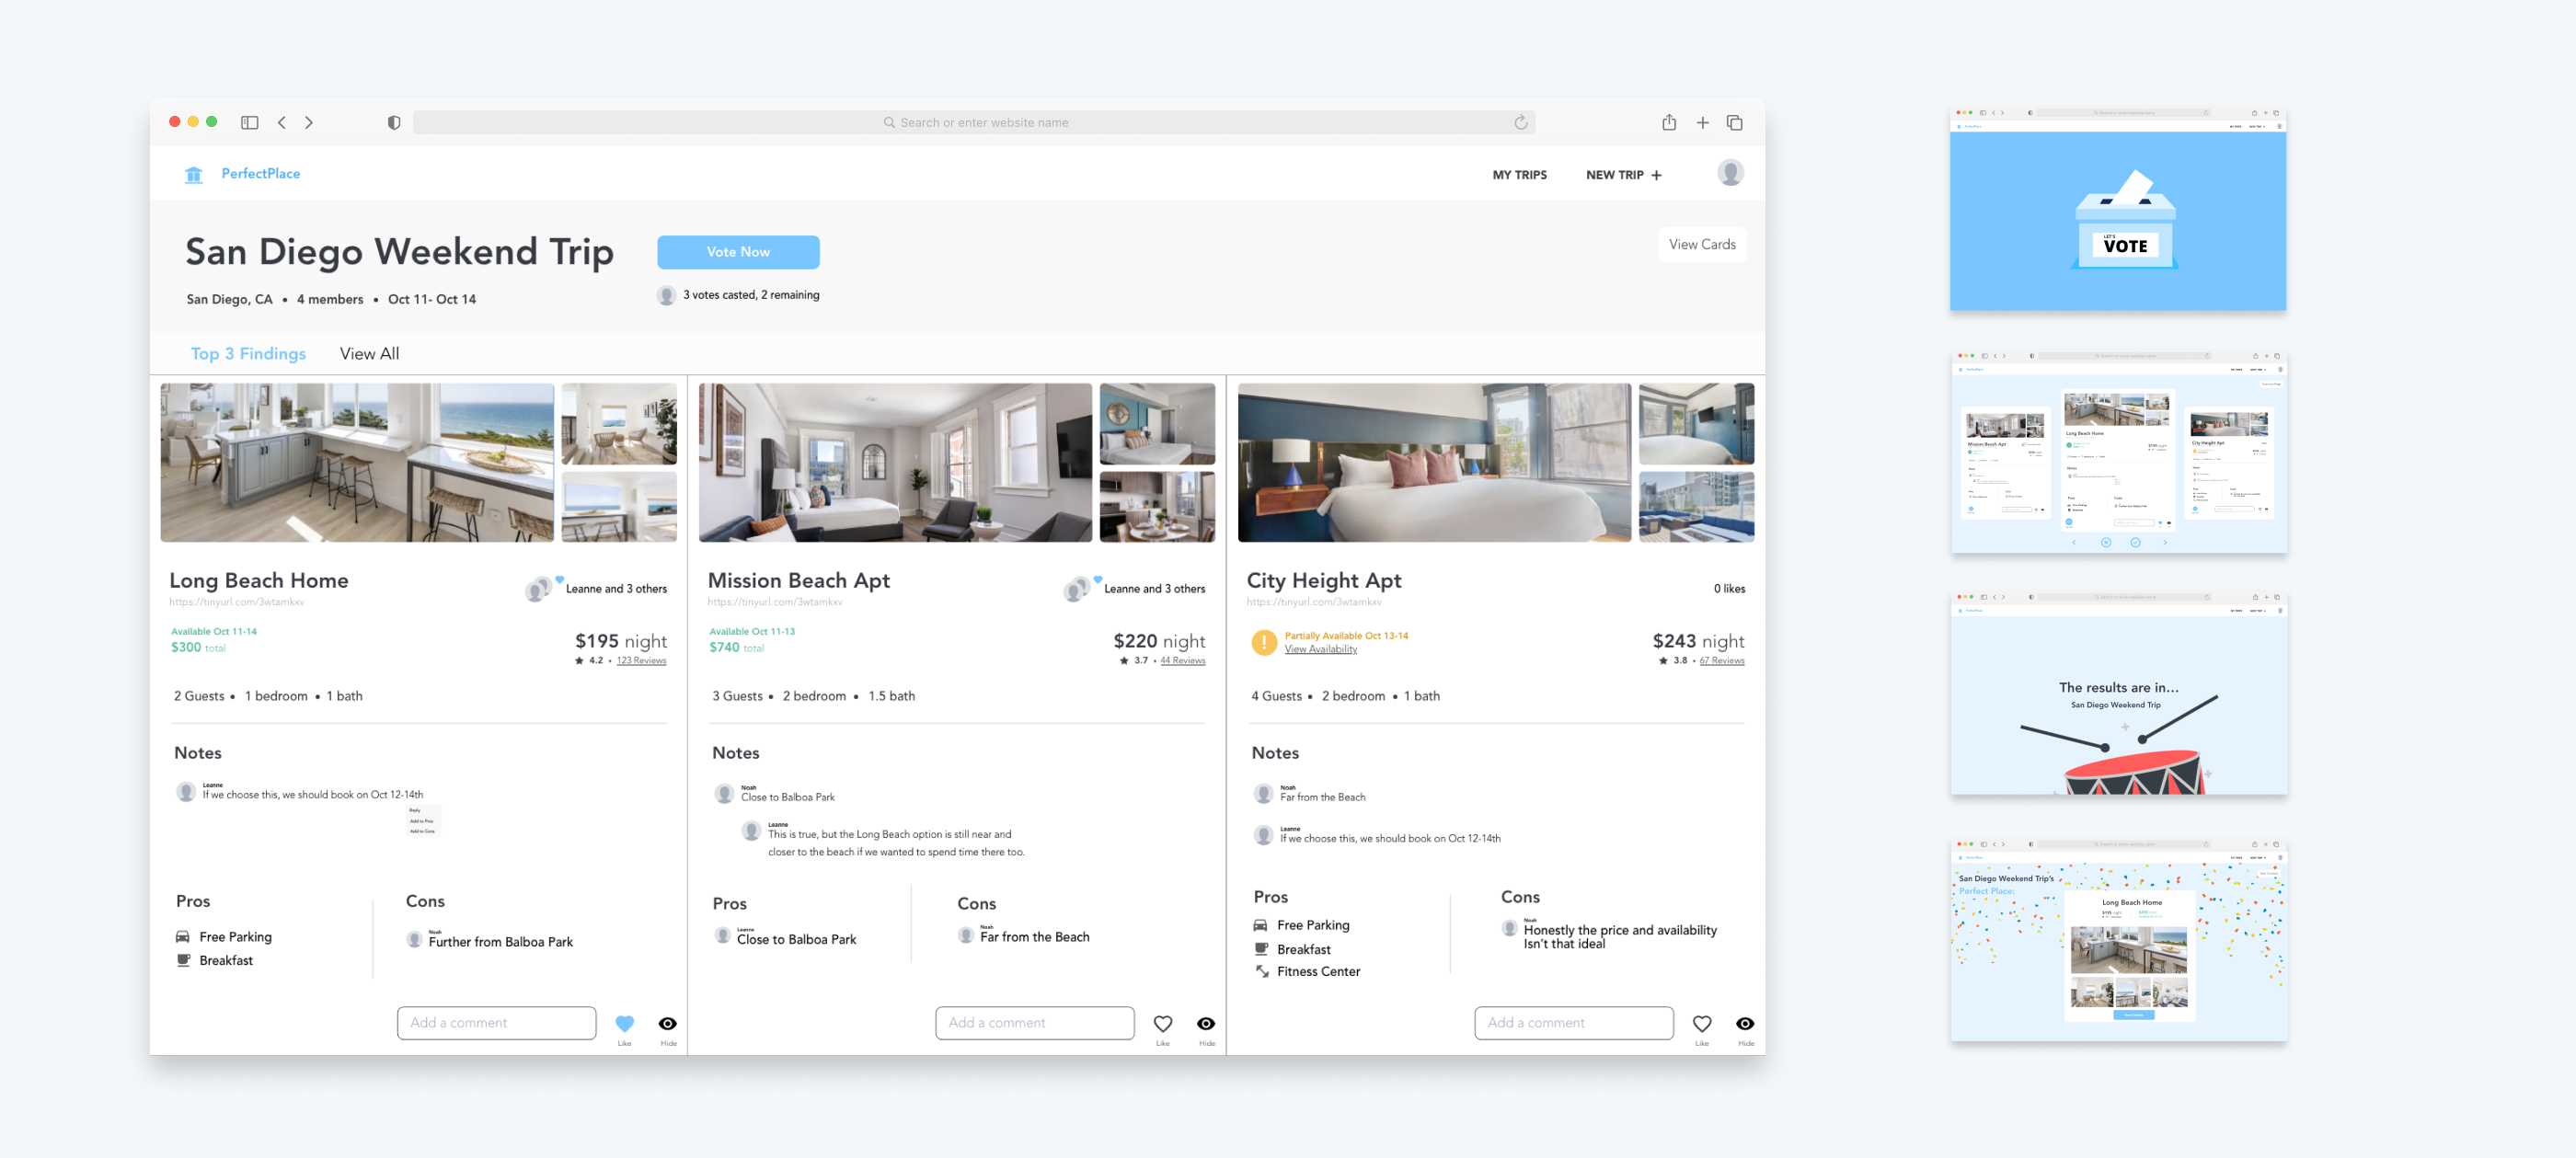 Search or enter website name
PerfectPlace
MY TRIPS
NEW TRIP +
San Diego Weekend Trip
Vote Now
View Cards
San Diego, CA • 4 members • Oct 11- Oct 14
3 votes casted, 2 remaining
Top 3 Findings
View All
Long Beach Home
Leanne and 3 others
https://tinyurl.com/3wtamkxv
Available Oct 11-14
$300 total
$195 night
★ 4.2 • 123 Reviews
2 Guests • 1 bedroom • 1 bath
Notes
Leanne
If we choose this, we should book on Oct 12-14th
Reply
Add to Pros
Add to Cons
Pros
Free Parking
Breakfast
Cons
Noah
Further from Balboa Park
Add a comment
Like
Hide
Mission Beach Apt
Leanne and 3 others
https://tinyurl.com/3wtamkxv
Available Oct 11-13
$740 total
$220 night
★ 3.7 • 44 Reviews
3 Guests • 2 bedroom • 1.5 bath
Notes
Noah
Close to Balboa Park
Leanne
This is true, but the Long Beach option is still near and
closer to the beach if we wanted to spend time there too.
Pros
Leanne
Close to Balboa Park
Cons
Noah
Far from the Beach
Add a comment
Like
Hide
City Height Apt
0 likes
https://tinyurl.com/3wtamkxv
Partially Available Oct 13-14
View Availability
$243 night
★ 3.8 • 67 Reviews
4 Guests • 2 bedroom • 1 bath
Notes
Noah
Far from the Beach
Leanne
If we choose this, we should book on Oct 12-14th
Pros
Free Parking
Breakfast
Fitness Center
Cons
Noah
Honestly the price and availability
Isn't that ideal
Add a comment
Like
Hide
LET'S
VOTE
Mission Beach Apt
Long Beach Home
$195 night
City Height Apt
The results are in...
San Diego Weekend Trip
San Diego Weekend Trip's
Perfect Place:
Long Beach Home
$195 night